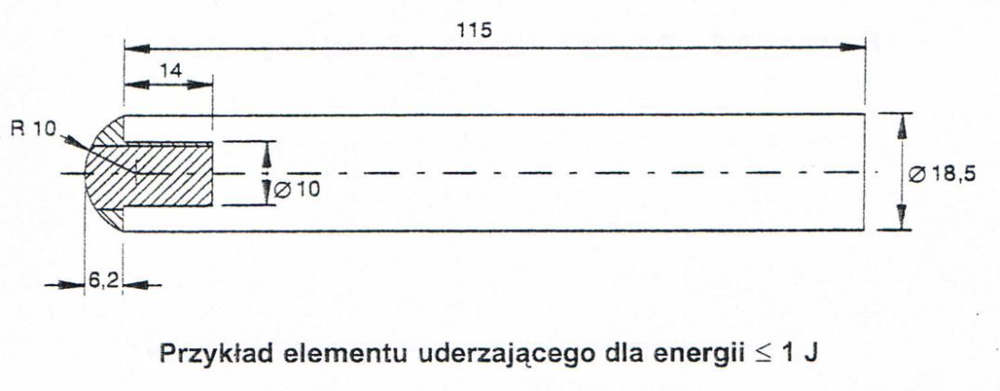 115
14
R 10
Ø 10
Ø 18,5
6,2
Przykład elementu uderzającego dla energii ≤ 1 J